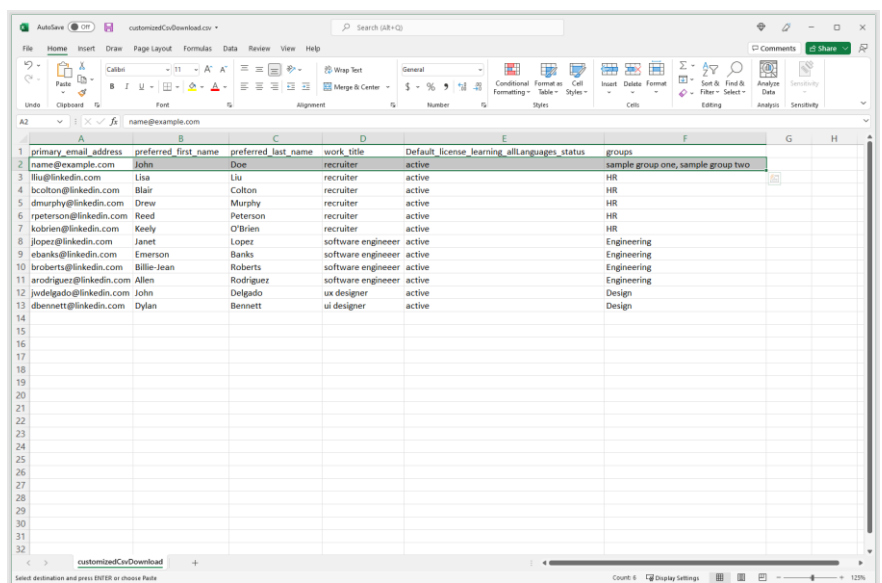 AutoSave Off customizedCsvDownload.csv Search (Alt+Q)
File Home Insert Draw Page Layout Formulas Data Review View Help Comments Share
Paste Calibri 11 A A Wrap Text General Conditional Format as Cell Insert Delete Format Sort & Find & Analyze Sensitivity
B I U A Merge & Center $ % 9 Formatting Table Styles Filter Select Data
Undo Clipboard Font Alignment Number Styles Cells Editing Analysis Sensitivity
A2 fx name@example.com
A B C D E F G H
1 primary_email_address preferred_first_name preferred_last_name work_title Default_license_learning_allLanguages_status groups
2 name@example.com John Doe recruiter active sample group one, sample group two
3 lliu@linkedin.com Lisa Liu recruiter active HR
4 bcolton@linkedin.com Blair Colton recruiter active HR
5 dmurphy@linkedin.com Drew Murphy recruiter active HR
6 rpeterson@linkedin.com Reed Peterson recruiter active HR
7 kobrien@linkedin.com Keely O'Brien recruiter active HR
8 jlopez@linkedin.com Janet Lopez software engineeer active Engineering
9 ebanks@linkedin.com Emerson Banks software engineeer active Engineering
10 broberts@linkedin.com Billie-Jean Roberts software engineeer active Engineering
11 arodriguez@linkedin.com Allen Rodriguez software engineeer active Engineering
12 jwdelgado@linkedin.com John Delgado ux designer active Design
13 dbennett@linkedin.com Dylan Bennett ui designer active Design
14
15
16
17
18
19
20
21
22
23
24
25
26
27
28
29
30
31
32
customizedCsvDownload
Select destination and press ENTER or choose Paste Count: 6 Display Settings 125%